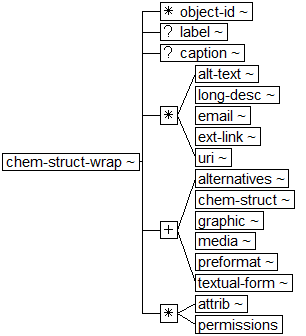 * object-id ~
? label ~
? caption ~
alt-text ~
long-desc ~
*
email ~
ext-link ~
uri ~
chem-struct-wrap ~
alternatives ~
chem-struct ~
graphic ~
+
media ~
preformat ~
textual-form ~
*
attrib ~
permissions